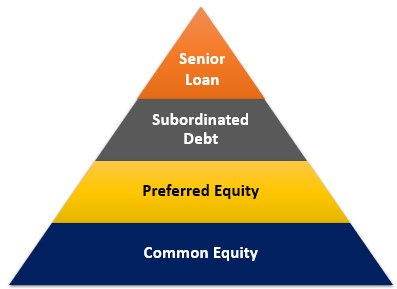 Senior
Loan
Subordinated
Debt
Preferred Equity
Common Equity